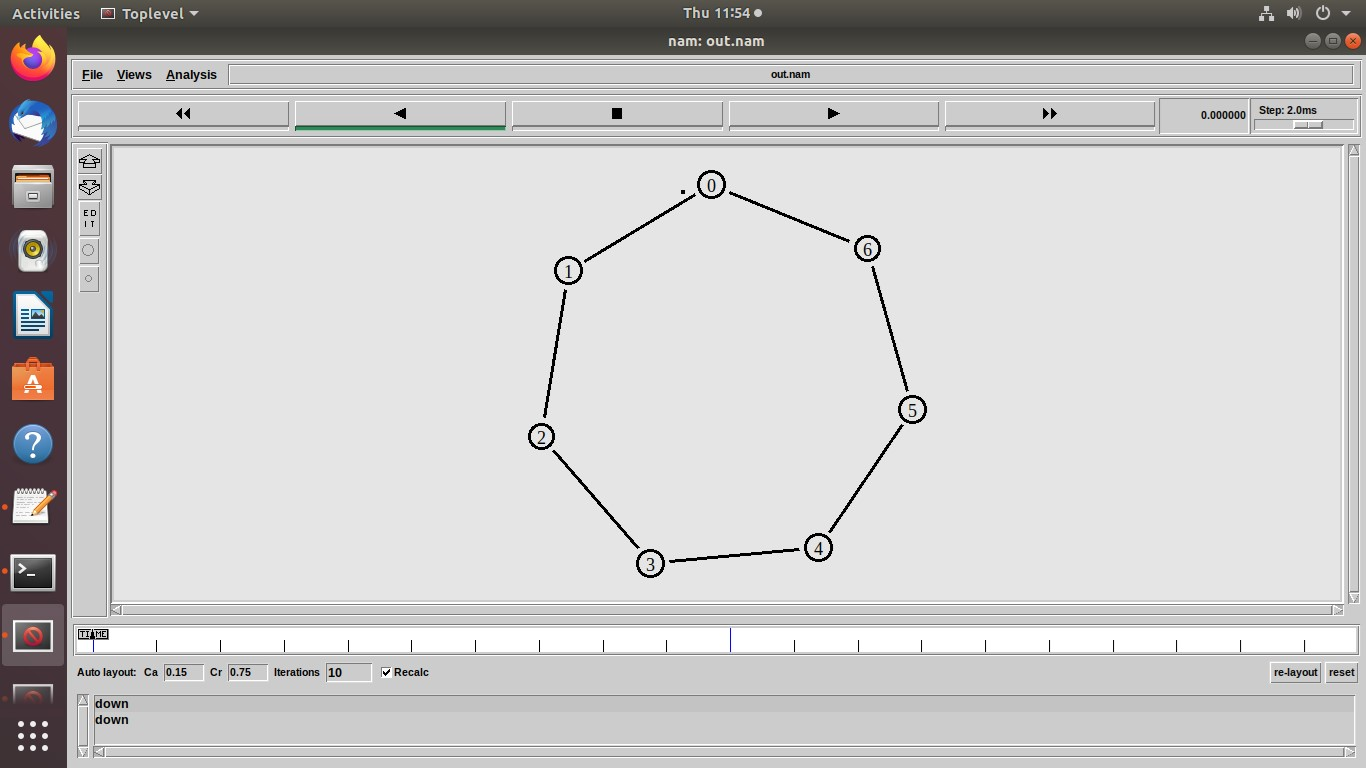 Activities Toplevel Thu 11:54
nam: out.nam
File Views Analysis out.nam
0.000000 Step: 2.0ms
ED
IT
0
6
1
5
2
4
3
TIME
Auto layout: Ca 0.15 Cr 0.75 Iterations 10 Recalc re-layout reset
down
down